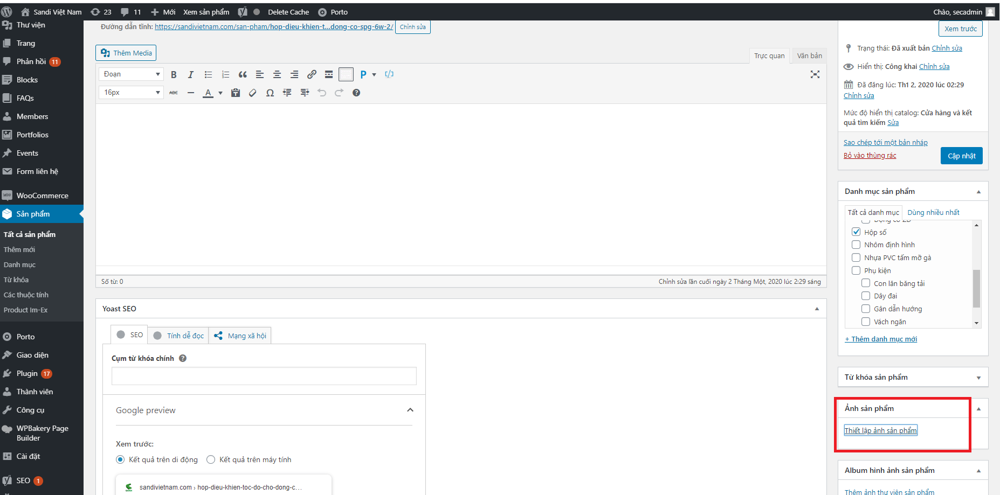 Sandi Việt Nam 23 11 Mới Xem sản phẩm Delete Cache Porto Chào, secadmin
Thư viện
Trang
Phản hồi 11
Blocks
FAQs
Members
Portfolios
Events
Form liên hệ
WOO WooCommerce
Sản phẩm
Tất cả sản phẩm
Thêm mới
Danh mục
Từ khóa
Các thuộc tính
Product Im-Ex
Porto
Giao diện
Plugin 17
Thành viên
Công cụ
WPBakery Page
Builder
Cài đặt
SEO 1
Đường dẫn tĩnh: https://sandivietnam.com/san-pham/hop-dieu-khien-t...dong-co-spg-6w-2/ Chỉnh sửa
Thêm Media
Trực quan Văn bản
Đoạn B I P
16px ABC A Ω
Số từ: 0 Chỉnh sửa lần cuối ngày 2 Tháng Một, 2020 lúc 2:29 sáng
Yoast SEO
SEO Tính dễ đọc Mạng xã hội
Cụm từ khóa chính
Google preview
Xem trước:
Kết quả trên di động Kết quả trên máy tính
sandivietnam.com › hop-dieu-khien-toc-do-cho-dong-c…
Xem trước
Trạng thái: Đã xuất bản Chỉnh sửa
Hiển thị: Công khai Chỉnh sửa
Đã đăng lúc: Th1 2, 2020 lúc 02:29
Chỉnh sửa
Mức độ hiển thị catalog: Cửa hàng và kết
quả tìm kiếm Sửa
Sao chép tới một bản nháp
Bỏ vào thùng rác Cập nhật
Danh mục sản phẩm
Tất cả danh mục Dùng nhiều nhất
Động cơ ZD
Hộp số
Nhôm định hình
Nhựa PVC tấm mỡ gà
Phụ kiện
Con lăn băng tải
Dây đai
Gân dẫn hướng
Vách ngăn
+ Thêm danh mục mới
Từ khóa sản phẩm
Ảnh sản phẩm
Thiết lập ảnh sản phẩm
Album hình ảnh sản phẩm
Thêm ảnh thư viện sản phẩm